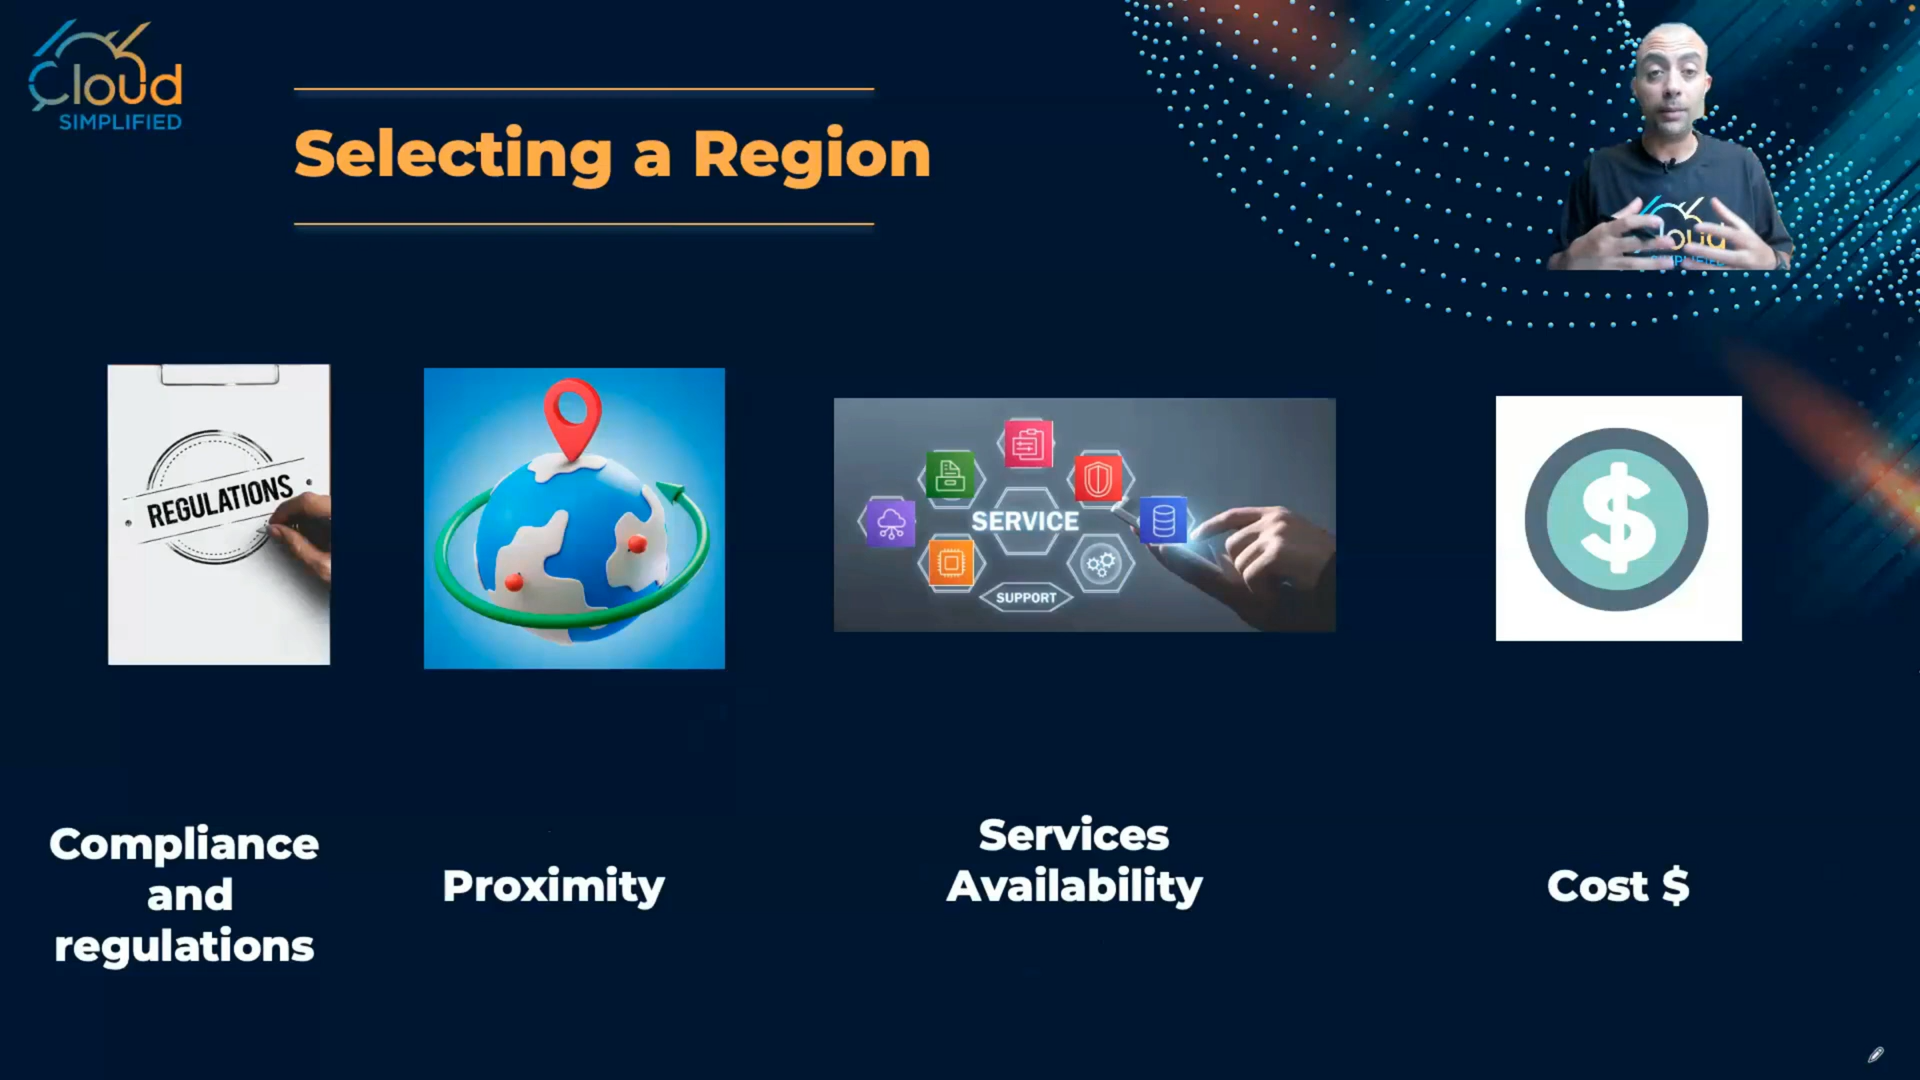 Cloud
SIMPLIFIED
Selecting a Region
REGULATIONS
SERVICE
SUPPORT
Compliance
and
regulations
Proximity
Services
Availability
Cost $